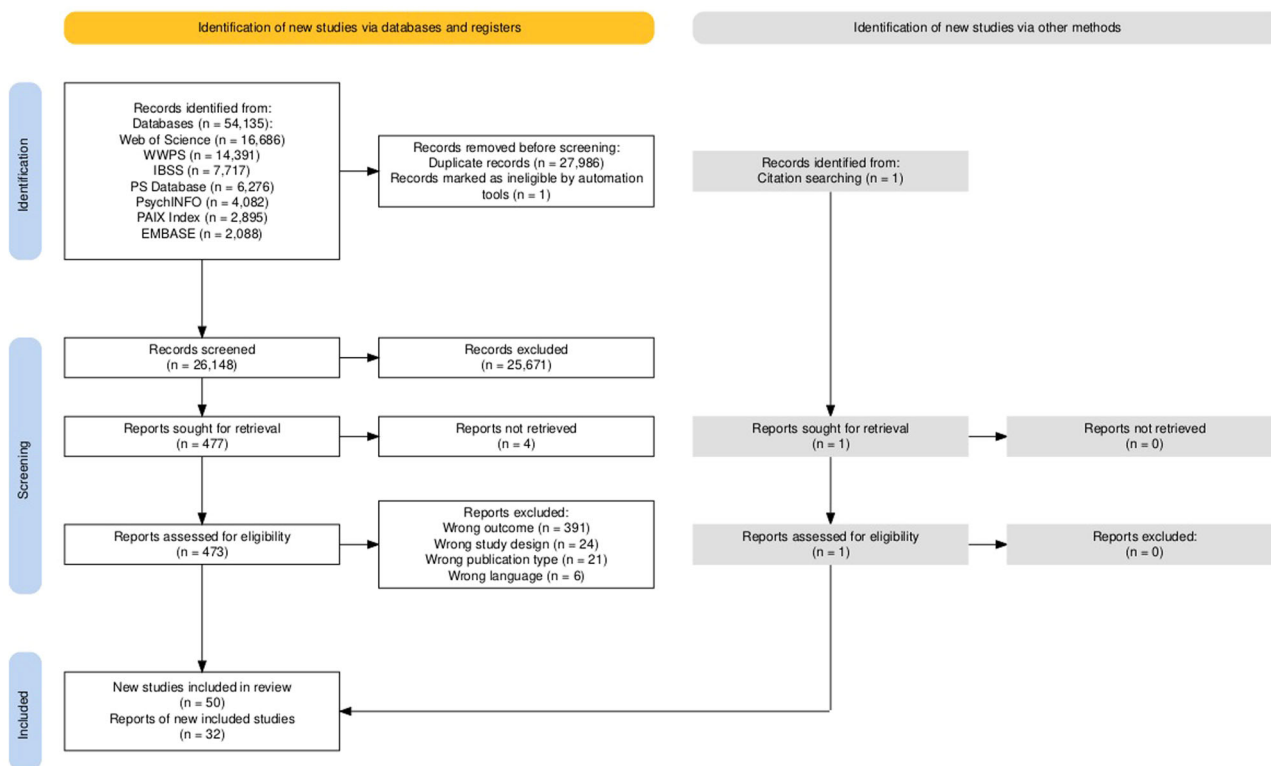 Identification of new studies via databases and registers
Identification of new studies via other methods
Identification
Records identified from:
Databases (n = 54,135):
Web of Science (n = 16,686)
WWPS (n = 14,391)
IBSS (n = 7,717)
PS Database (n = 6,276)
PsychINFO (n = 4,082)
PAIX Index (n = 2,895)
EMBASE (n = 2,088)
Records removed before screening:
Duplicate records (n = 27,986)
Records marked as ineligible by automation
tools (n = 1)
Records identified from:
Citation searching (n = 1)
Screening
Records screened
(n = 26,148)
Records excluded
(n = 25,671)
Reports sought for retrieval
(n = 477)
Reports not retrieved
(n = 4)
Reports sought for retrieval
(n = 1)
Reports not retrieved
(n = 0)
Reports assessed for eligibility
(n = 473)
Reports excluded:
Wrong outcome (n = 391)
Wrong study design (n = 24)
Wrong publication type (n = 21)
Wrong language (n = 6)
Reports assessed for eligibility
(n = 1)
Reports excluded:
(n = 0)
Included
New studies included in review
(n = 50)
Reports of new included studies
(n = 32)